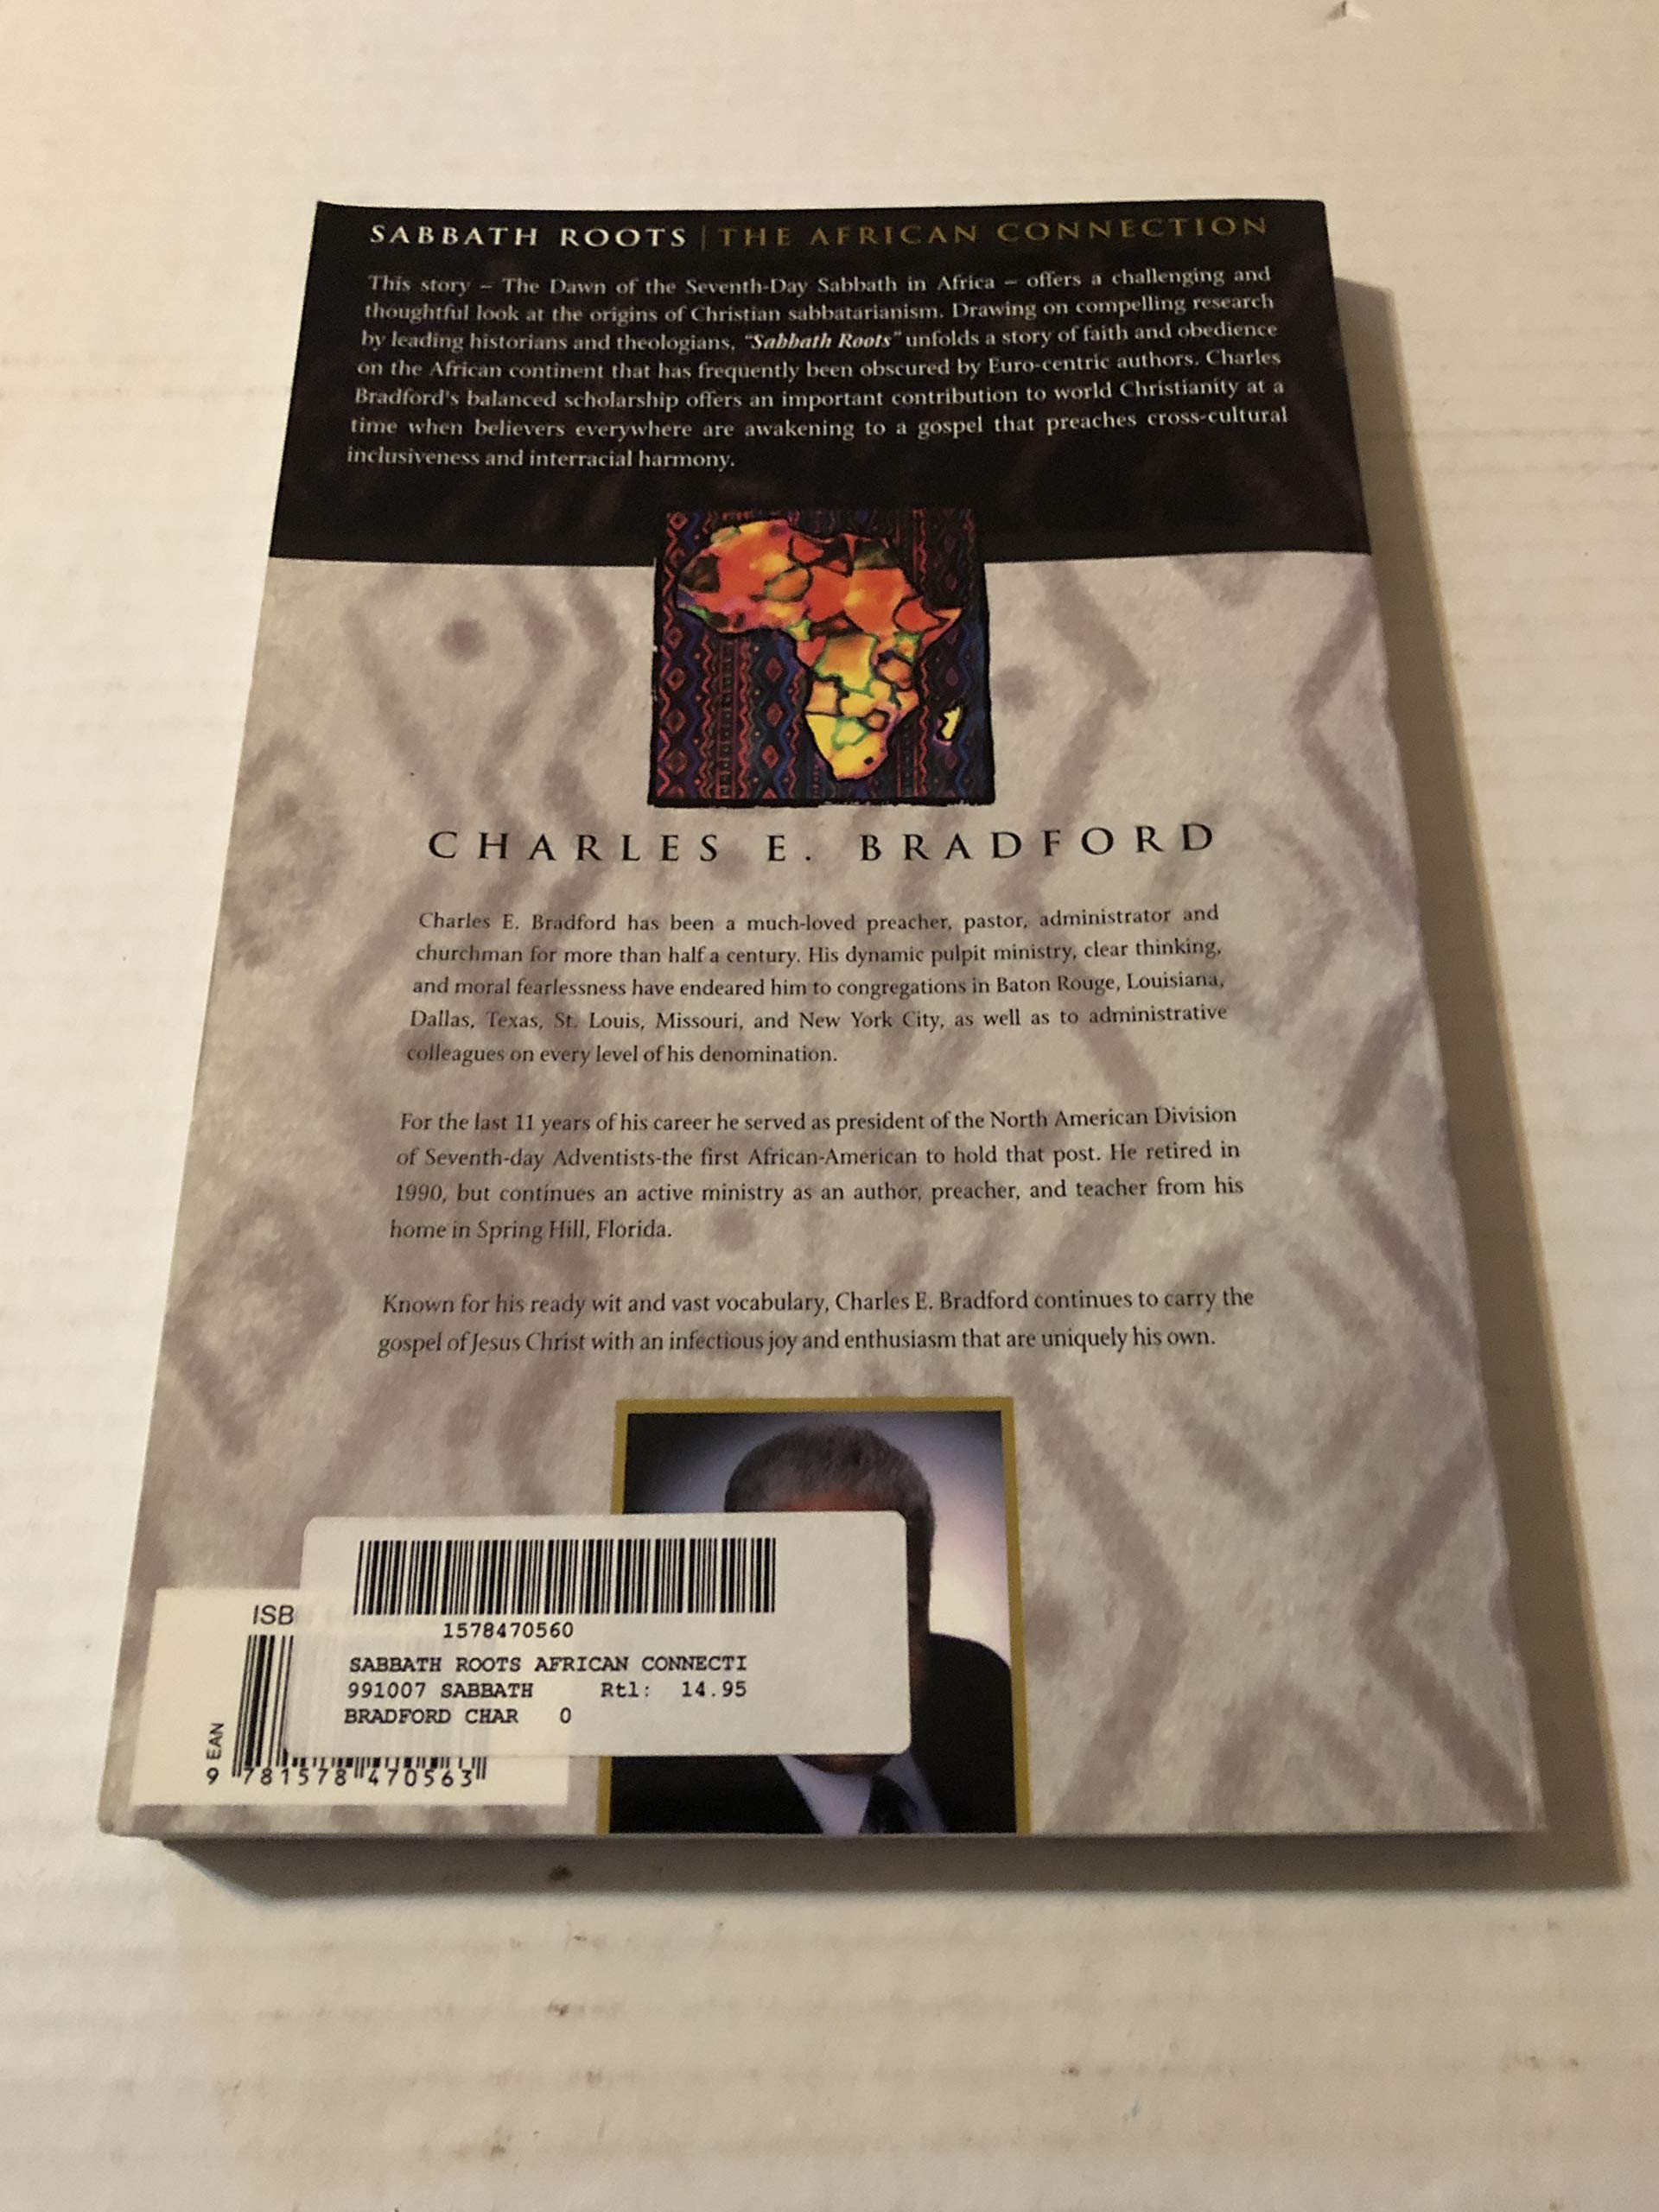 SABBATH ROOTS | THE AFRICAN CONNECTION
This story – The Dawn of the Seventh-Day Sabbath in Africa – offers a challenging and
thoughtful look at the origins of Christian sabbatarianism. Drawing on compelling research
by leading historians and theologians, "Sabbath Roots" unfolds a story of faith and obedience
on the African continent that has frequently been obscured by Euro-centric authors. Charles
Bradford's balanced scholarship offers an important contribution to world Christianity at a
time when believers everywhere are awakening to a gospel that preaches cross-cultural
inclusiveness and interracial harmony.
CHARLES E. BRADFORD
Charles E. Bradford has been a much-loved preacher, pastor, administrator and
churchman for more than half a century. His dynamic pulpit ministry, clear thinking,
and moral fearlessness have endeared him to congregations in Baton Rouge, Louisiana,
Dallas, Texas, St. Louis, Missouri, and New York City, as well as to administrative
colleagues on every level of his denomination.
For the last 11 years of his career he served as president of the North American Division
of Seventh-day Adventists-the first African-American to hold that post. He retired in
1990, but continues an active ministry as an author, preacher, and teacher from his
home in Spring Hill, Florida.
Known for his ready wit and vast vocabulary, Charles E. Bradford continues to carry the
gospel of Jesus Christ with an infectious joy and enthusiasm that are uniquely his own.
ISB
1578470560
SABBATH ROOTS AFRICAN CONNECTI
991007 SABBATH Rtl: 14.95
BRADFORD CHAR 0
EAN
9 781578 470563